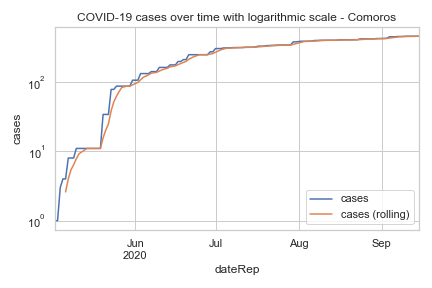 COVID-19 cases over time with logarithmic scale - Comoros
cases
10²
10¹
10⁰
cases
cases (rolling)
Jun
2020
Jul
Aug
Sep
dateRep